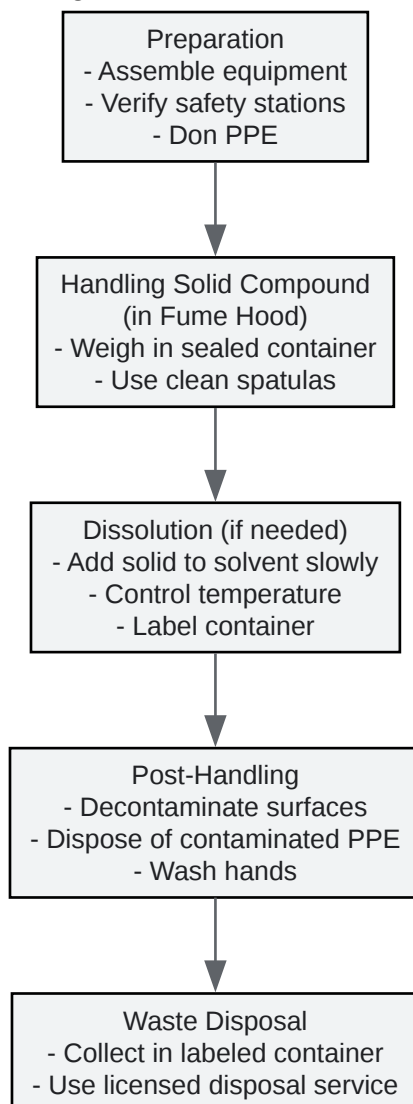 Preparation
- Assemble equipment
- Verify safety stations
- Don PPE
Handling Solid Compound
(in Fume Hood)
- Weigh in sealed container
- Use clean spatulas
Dissolution (if needed)
- Add solid to solvent slowly
- Control temperature
- Label container
Post-Handling
- Decontaminate surfaces
- Dispose of contaminated PPE
- Wash hands
Waste Disposal
- Collect in labeled container
- Use licensed disposal service